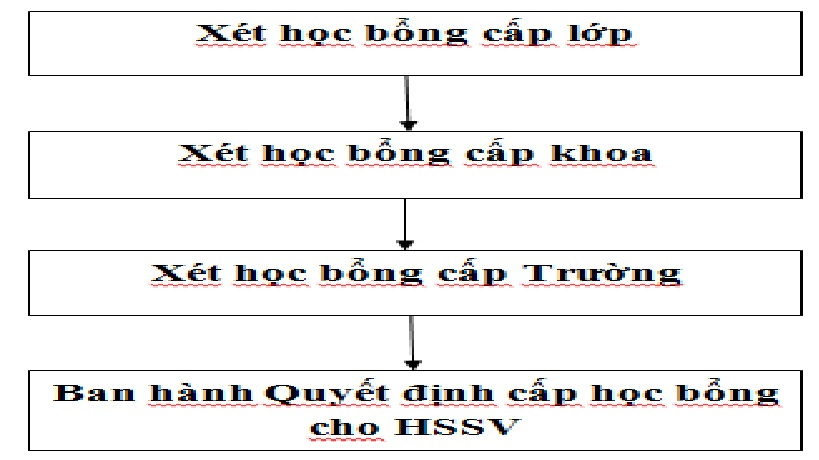 Xét học bổng cấp lớp
Xét học bổng cấp khoa
Xét học bổng cấp Trường
Ban hành Quyết định cấp học bổng
cho HSSV